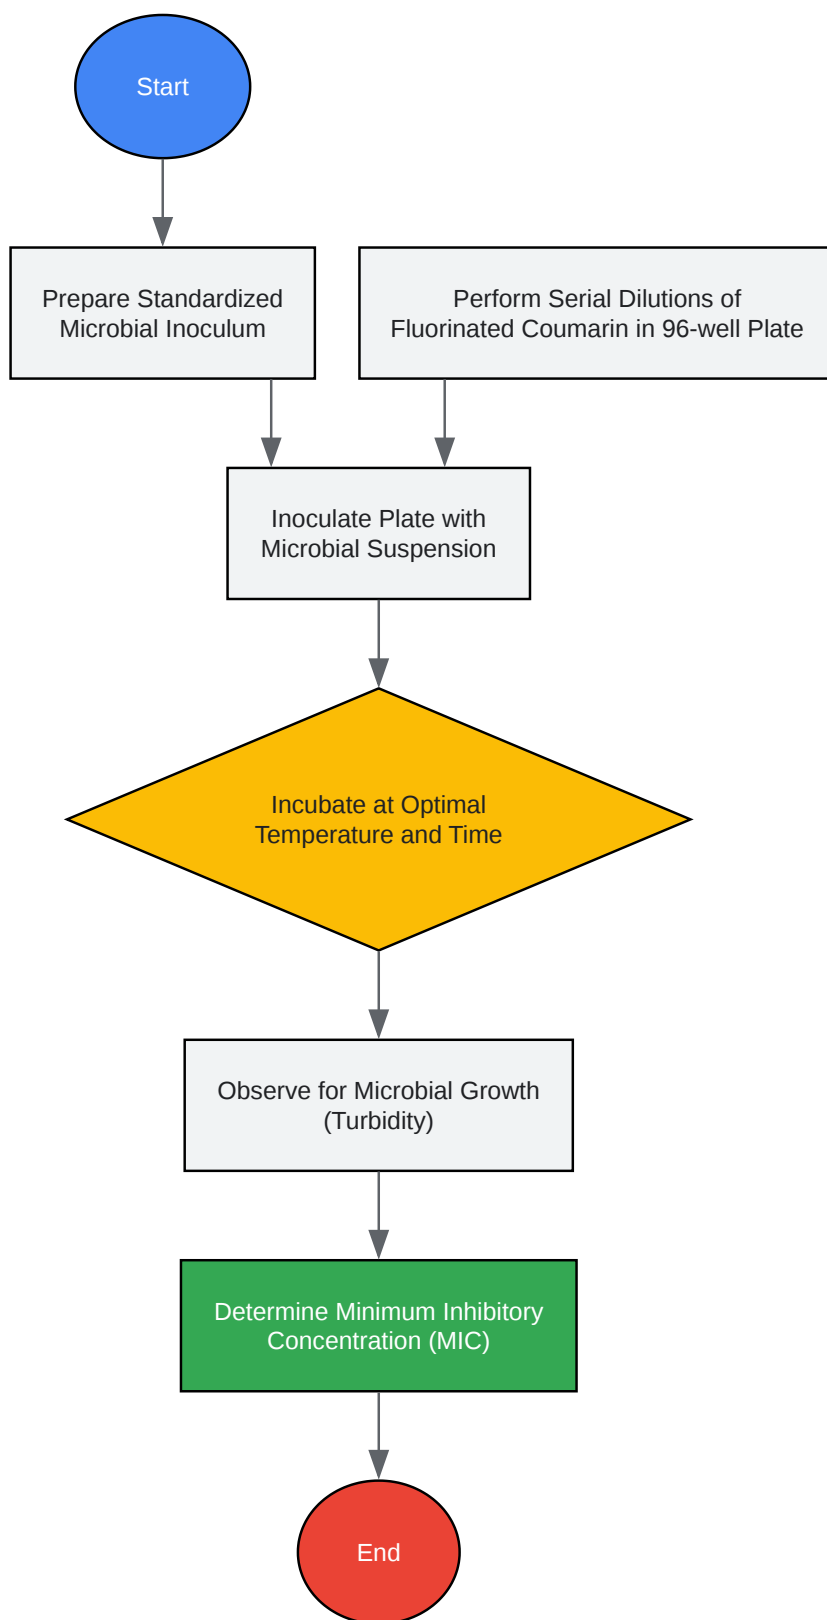 Start
Prepare Standardized
Microbial Inoculum
Perform Serial Dilutions of
Fluorinated Coumarin in 96-well Plate
Inoculate Plate with
Microbial Suspension
Incubate at Optimal
Temperature and Time
Observe for Microbial Growth
(Turbidity)
Determine Minimum Inhibitory
Concentration (MIC)
End